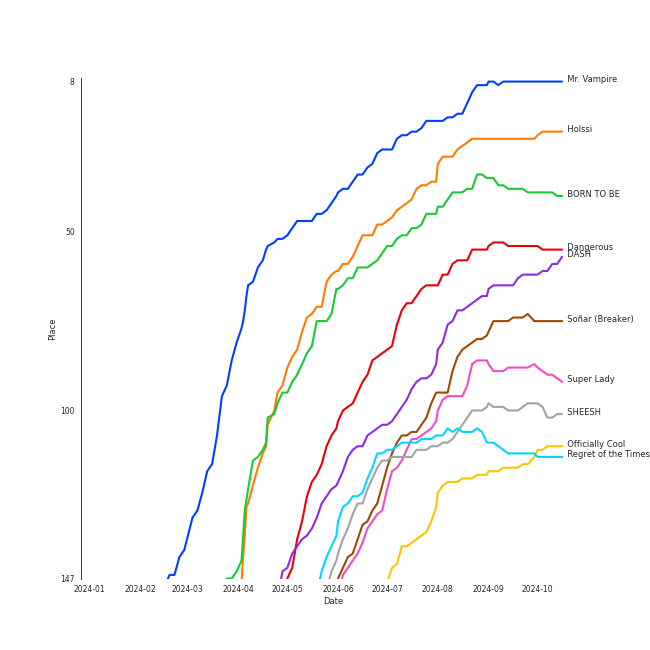 8
50
100
147
Place
2024-01 2024-02 2024-03 2024-04 2024-05 2024-06 2024-07 2024-08 2024-09 2024-10
Date
Mr. Vampire
Holssi
BORN TO BE
Dangerous
DASH
Soñar (Breaker)
Super Lady
SHEESH
Officially Cool
Regret of the Times